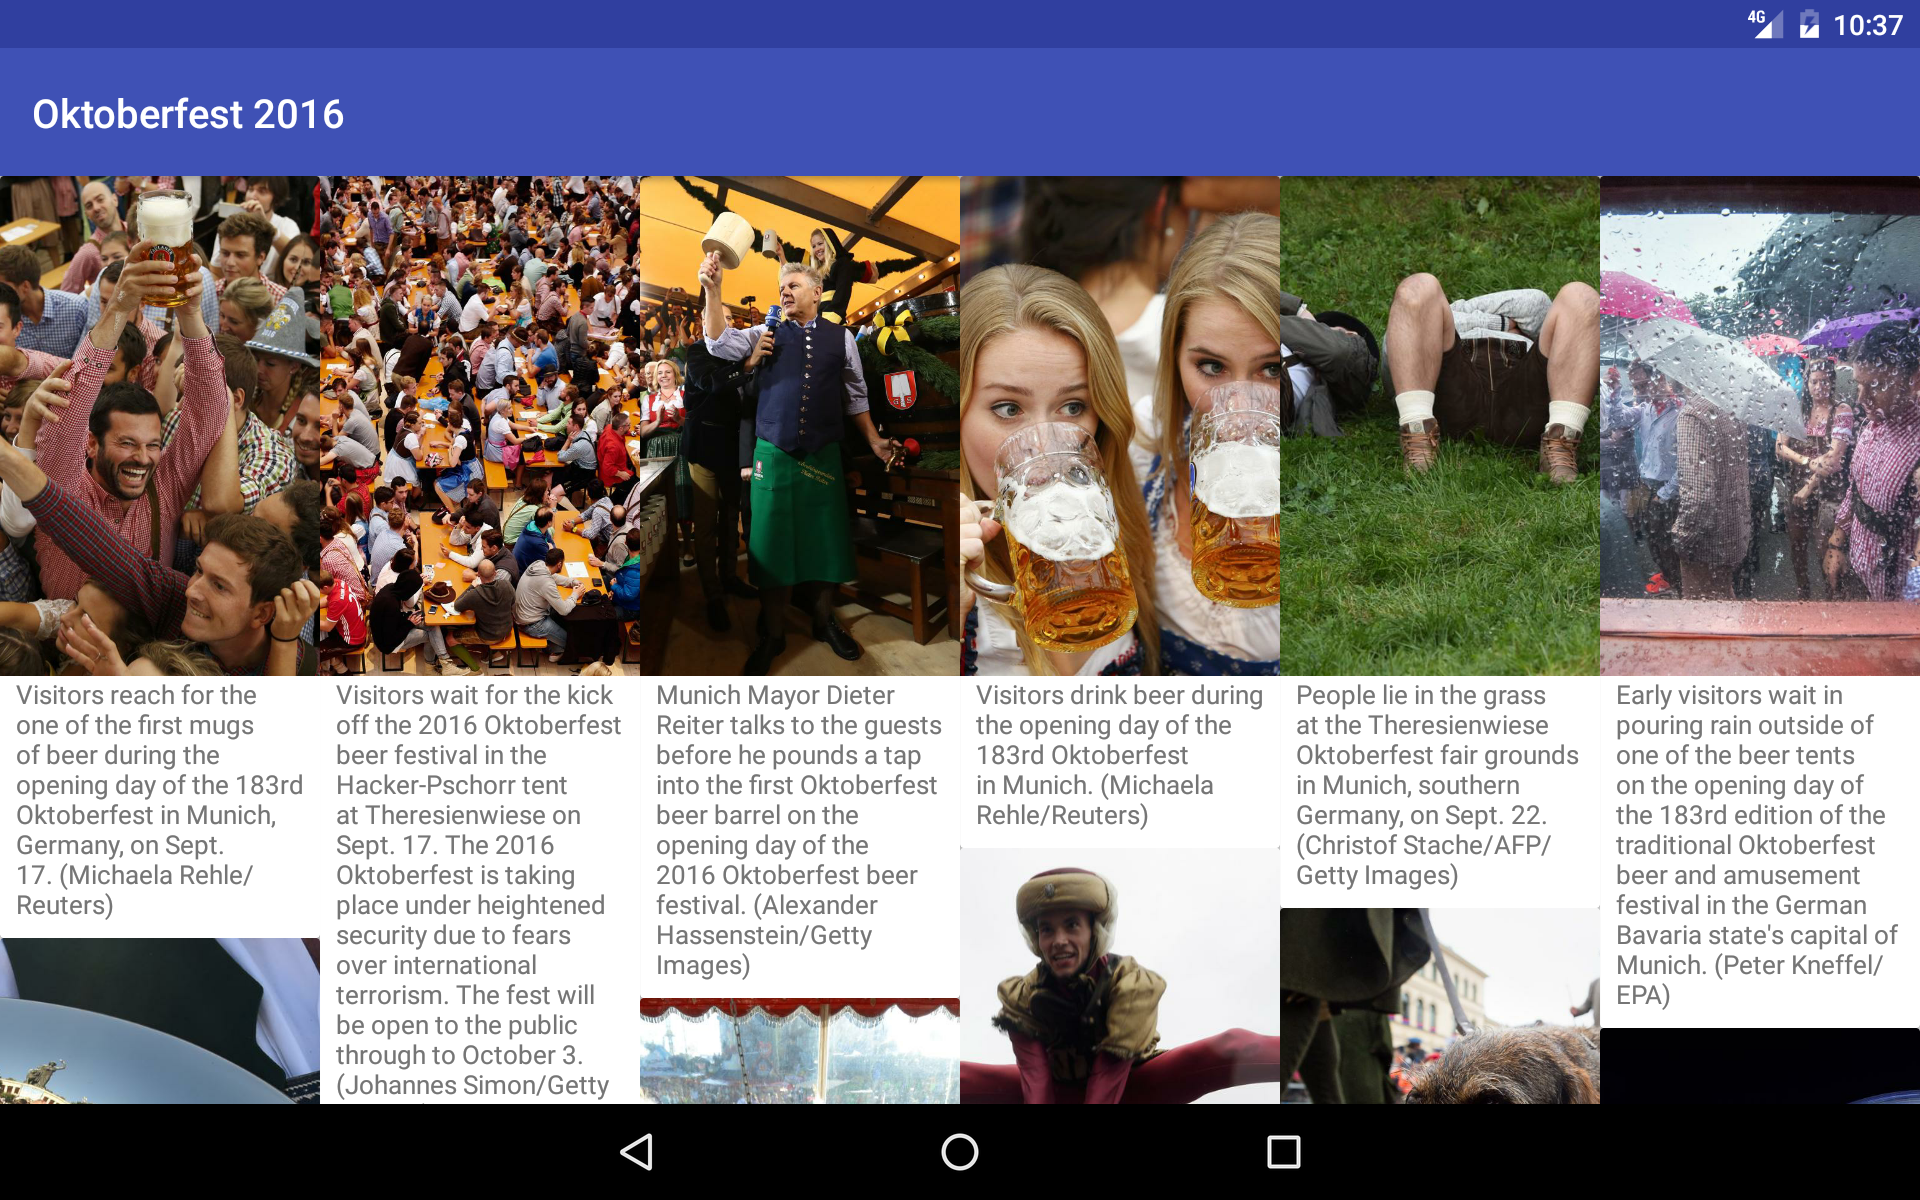 4G
10:37
Oktoberfest 2016
Visitors reach for the
one of the first mugs
of beer during the
opening day of the 183rd
Oktoberfest in Munich,
Germany, on Sept.
17. (Michaela Rehle/
Reuters)
Visitors wait for the kick
off the 2016 Oktoberfest
beer festival in the
Hacker-Pschorr tent
at Theresienwiese on
Sept. 17. The 2016
Oktoberfest is taking
place under heightened
security due to fears
over international
terrorism. The fest will
be open to the public
through to October 3.
(Johannes Simon/Getty
Munich Mayor Dieter
Reiter talks to the guests
before he pounds a tap
into the first Oktoberfest
beer barrel on the
opening day of the
2016 Oktoberfest beer
festival. (Alexander
Hassenstein/Getty
Images)
Visitors drink beer during
the opening day of the
183rd Oktoberfest
in Munich. (Michaela
Rehle/Reuters)
People lie in the grass
at the Theresienwiese
Oktoberfest fair grounds
in Munich, southern
Germany, on Sept. 22.
(Christof Stache/AFP/
Getty Images)
Early visitors wait in
pouring rain outside of
one of the beer tents
on the opening day of
the 183rd edition of the
traditional Oktoberfest
beer and amusement
festival in the German
Bavaria state's capital of
Munich. (Peter Kneffel/
EPA)